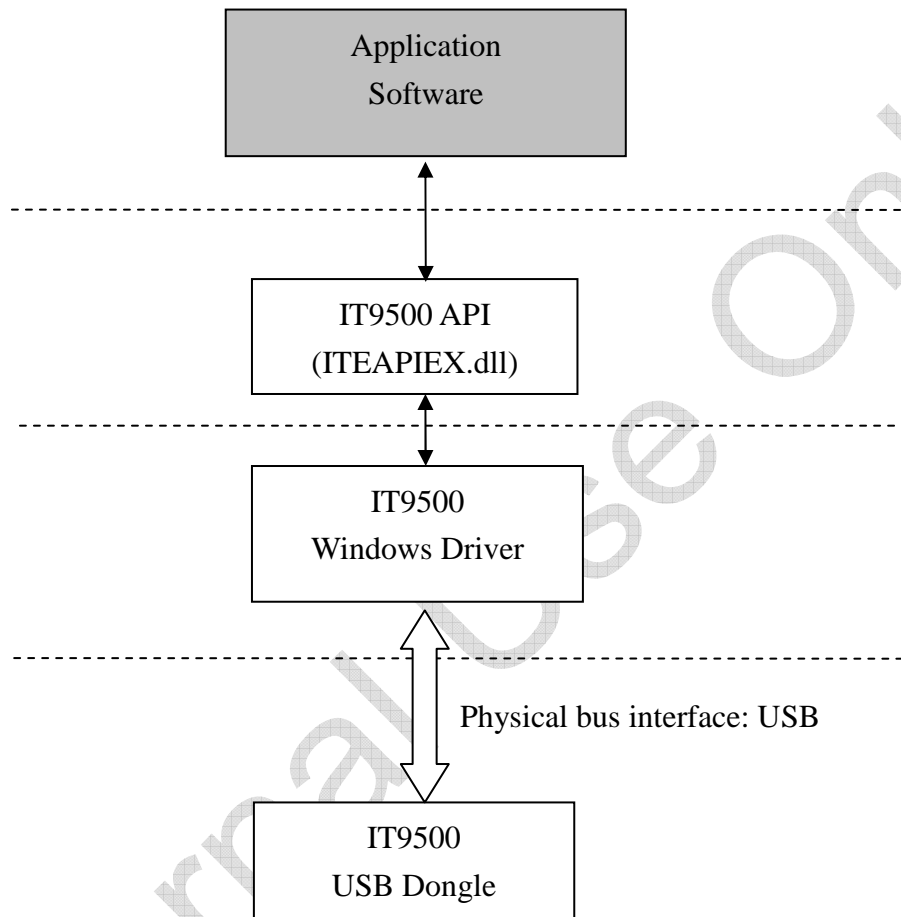 Application
Software
IT9500 API
(ITEAPIEX.dll)
IT9500
Windows Driver
Physical bus interface: USB
IT9500
USB Dongle